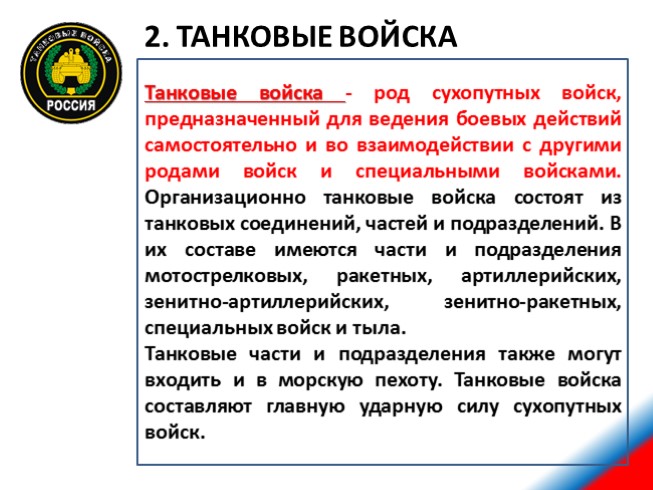 2. ТАНКОВЫЕ ВОЙСКА
ТАНКОВЫЕ ВОЙСКА
РОССИЯ
Танковые войска - род сухопутных войск,
предназначенный для ведения боевых действий
самостоятельно и во взаимодействии с другими
родами войск и специальными войсками.
Организационно танковые войска состоят из
танковых соединений, частей и подразделений. В
их составе имеются части и подразделения
мотострелковых, ракетных, артиллерийских,
зенитно-артиллерийских, зенитно-ракетных,
специальных войск и тыла.
Танковые части и подразделения также могут
входить и в морскую пехоту. Танковые войска
составляют главную ударную силу сухопутных
войск.